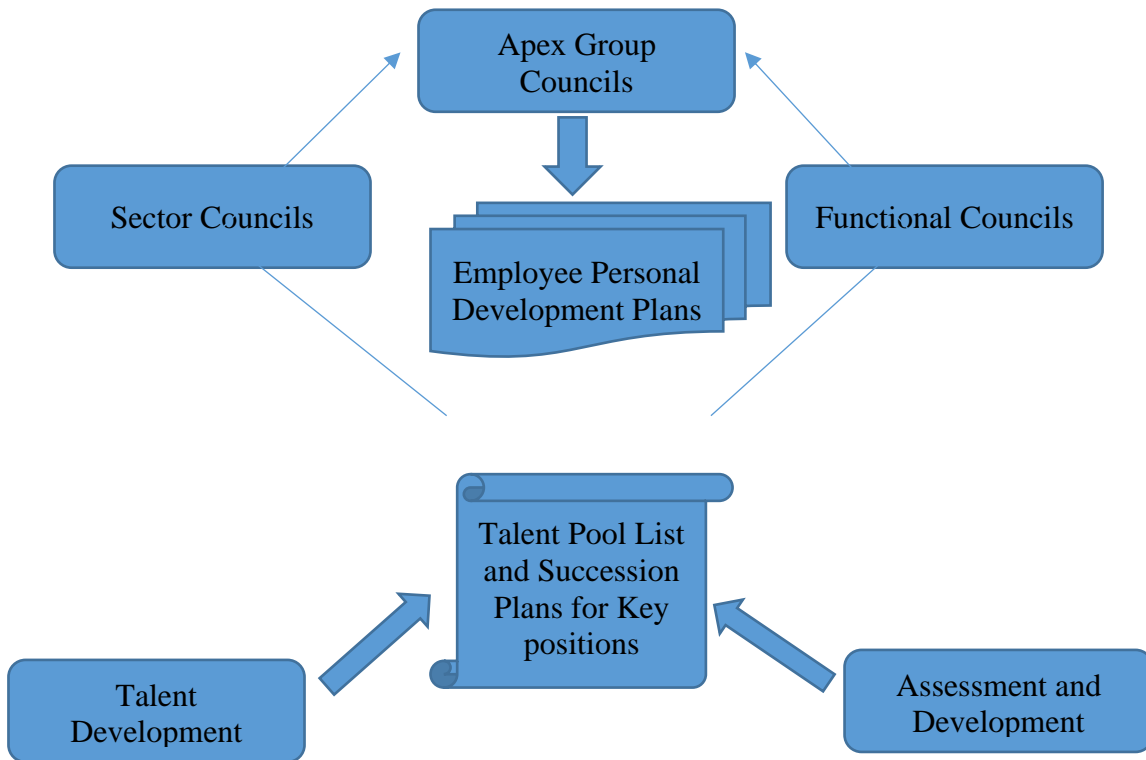 Apex Group
Councils
Sector Councils
Functional Councils
Employee Personal
Development Plans
Talent Pool List
and Succession
Plans for Key
positions
Talent
Development
Assessment and
Development